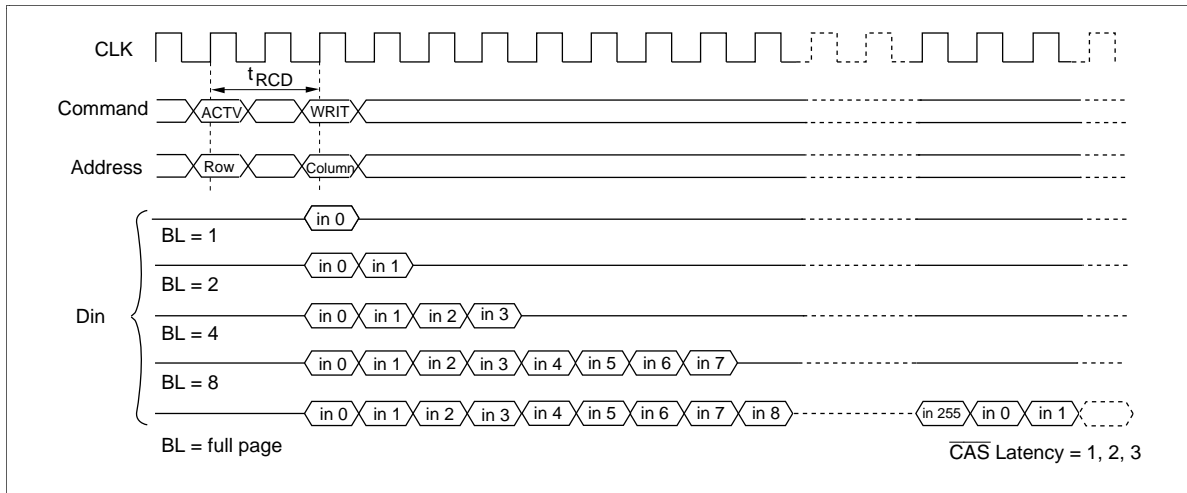 CLK
tRCD
Command ACTV WRIT
Address Row Column
in 0
BL = 1
in 0 in 1
BL = 2
Din
in 0 in 1 in 2 in 3
BL = 4
in 0 in 1 in 2 in 3 in 4 in 5 in 6 in 7
BL = 8
in 0 in 1 in 2 in 3 in 4 in 5 in 6 in 7 in 8 in 255 in 0 in 1
BL = full page
CAS Latency = 1, 2, 3